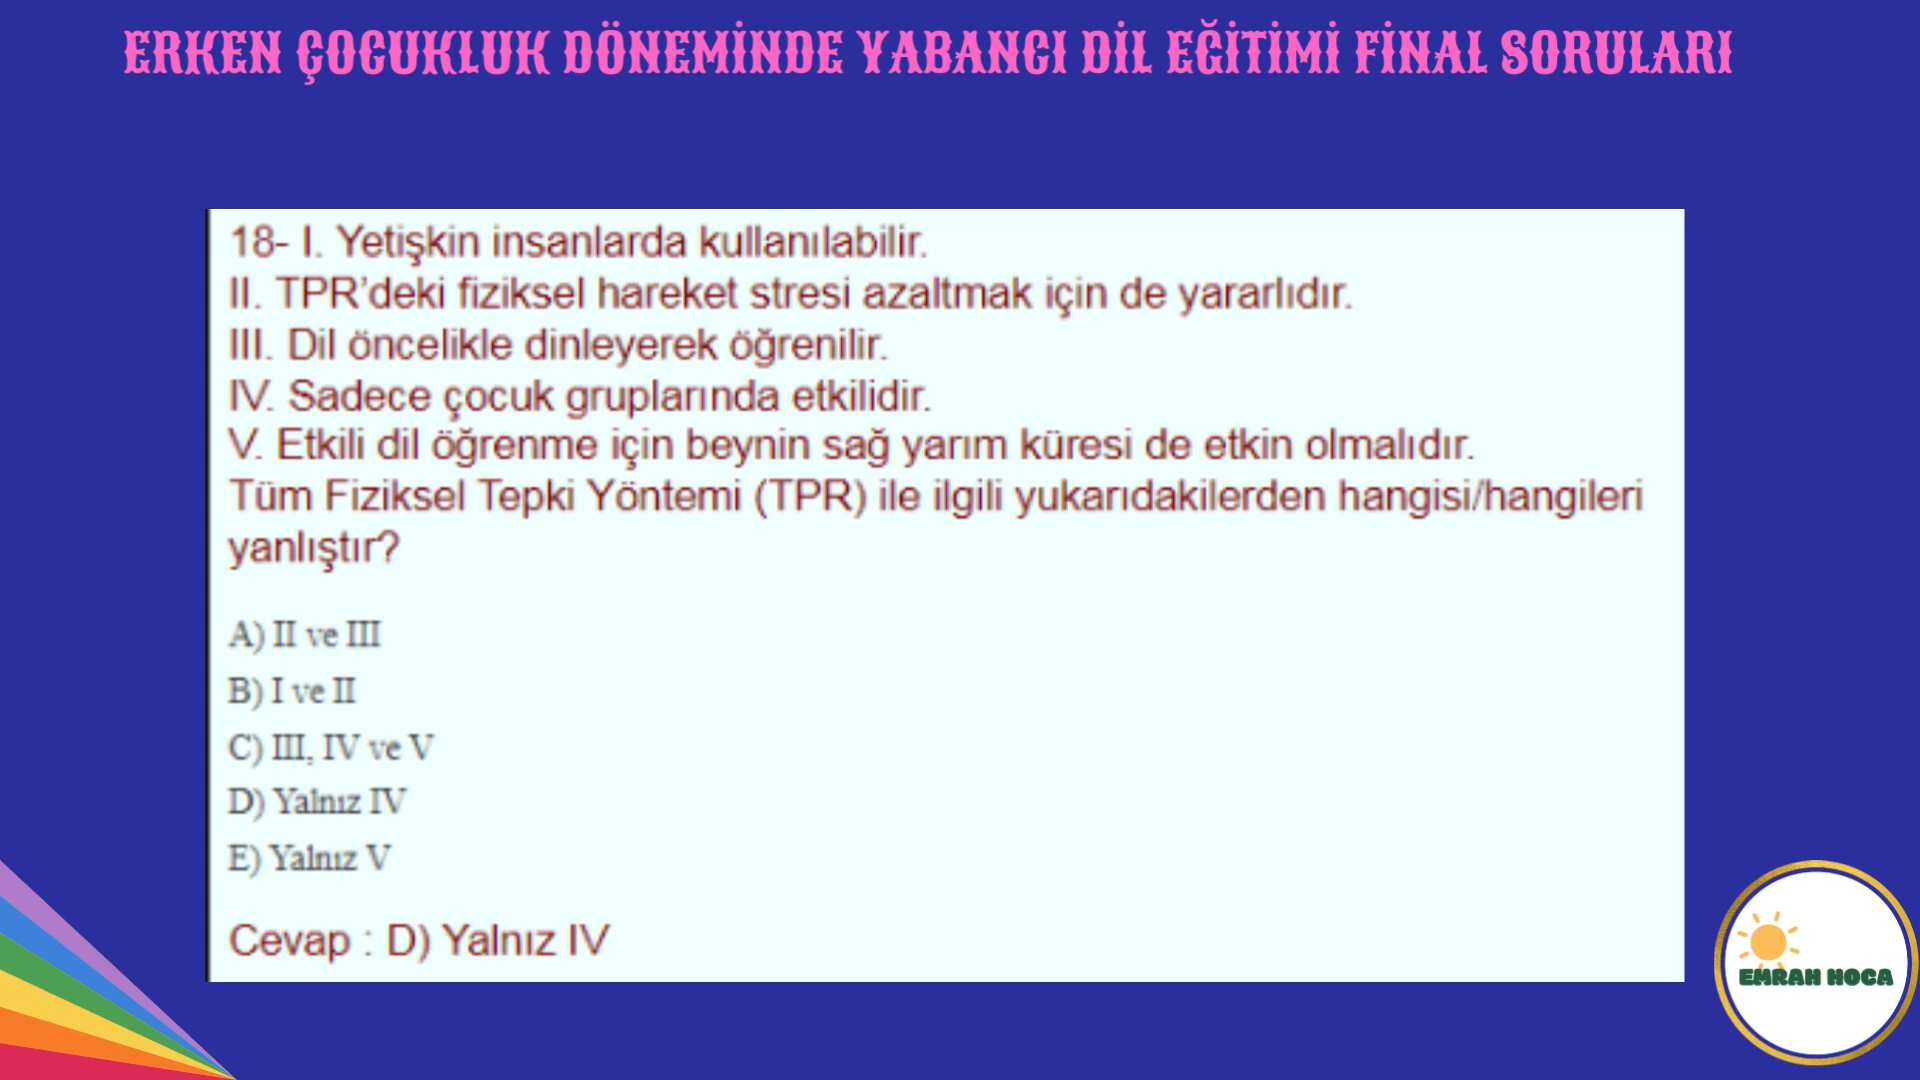 ERKEN ÇOCUKLUK DÖNEMİNDE YABANCI DİL EĞİTİMİ FİNAL SORULARI
18- I. Yetişkin insanlarda kullanılabilir.
II. TPR'deki fiziksel hareket stresi azaltmak için de yararlıdır.
III. Dil öncelikle dinleyerek öğrenilir.
IV. Sadece çocuk gruplarında etkilidir.
V. Etkili dil öğrenme için beynin sağ yarım küresi de etkin olmalıdır.
Tüm Fiziksel Tepki Yöntemi (TPR) ile ilgili yukarıdakilerden hangisi/hangileri
yanlıştır?
A) II ve III
B) I ve II
C) III, IV ve V
D) Yalnız IV
E) Yalnız V
Cevap : D) Yalnız IV
EMRAH HOCA